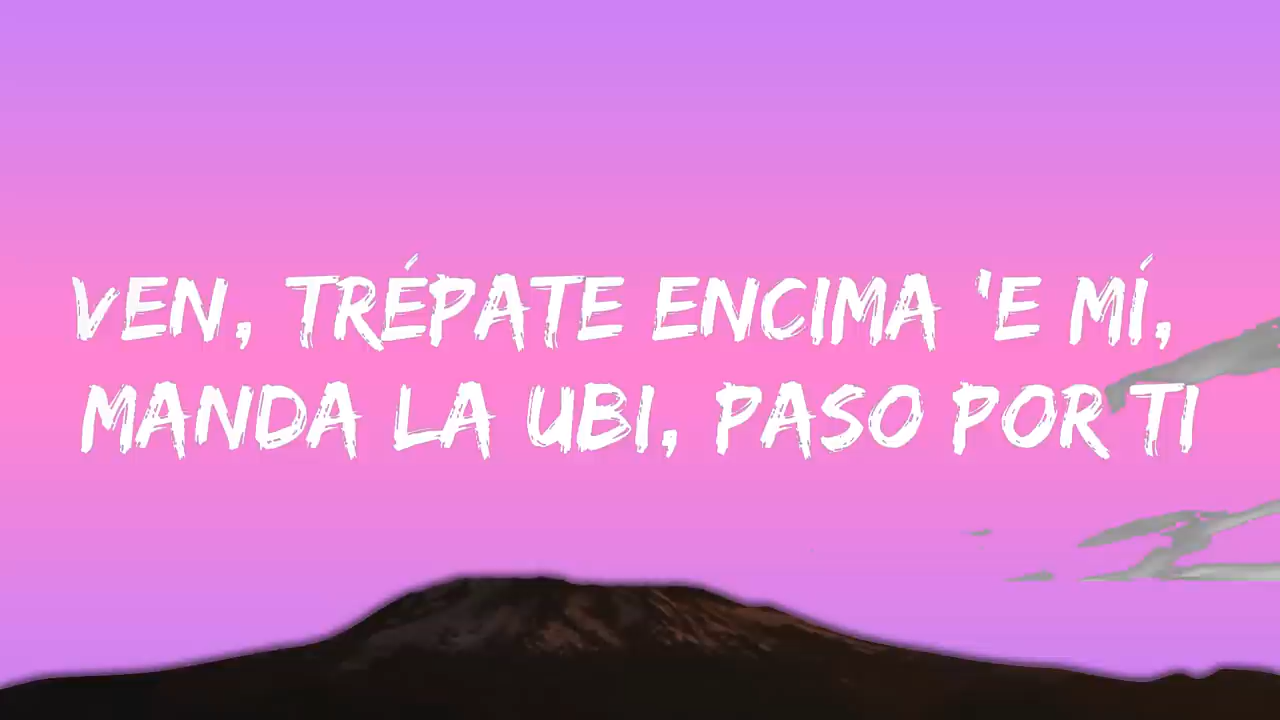 VEN, TRÉPATE ENCIMA 'E MÍ,
MANDA LA UBI, PASO POR TI